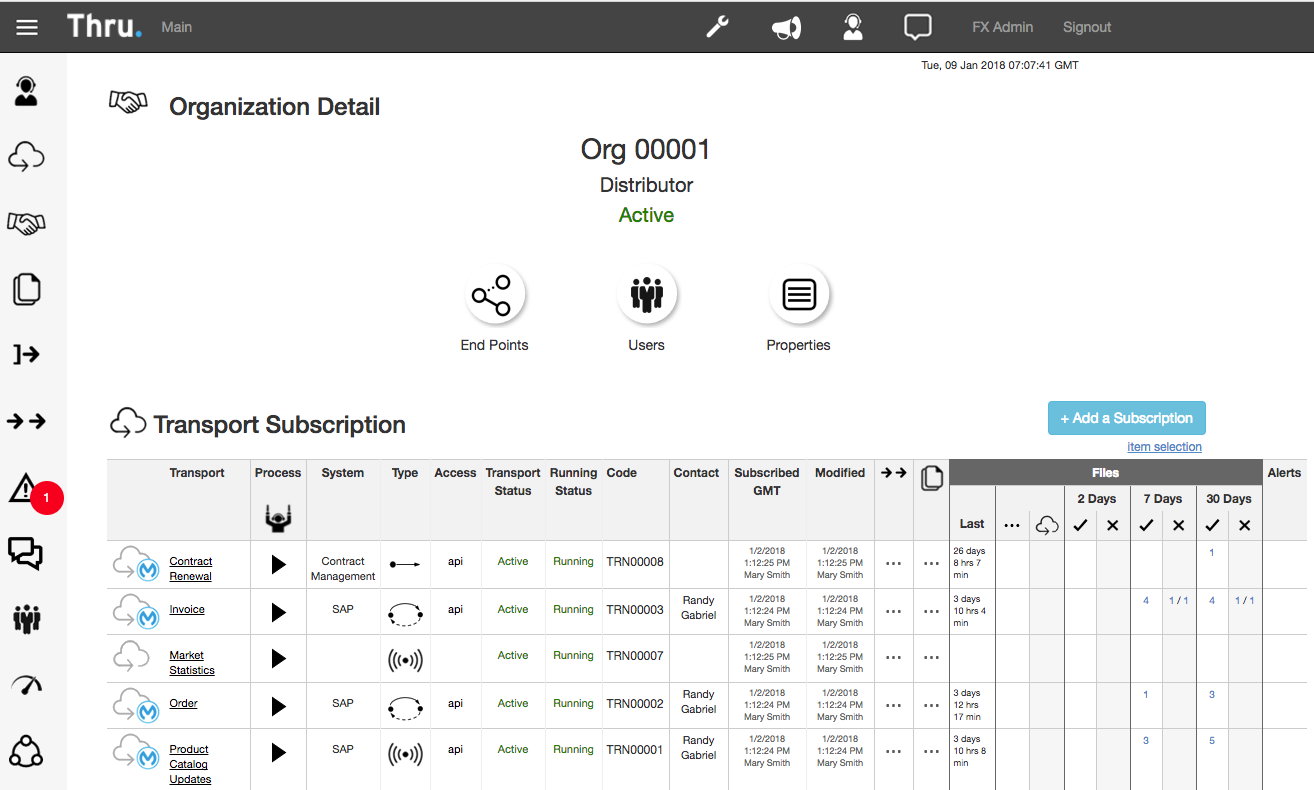 Thru. Main FX Admin Signout
Tue, 09 Jan 2018 07:07:41 GMT
Organization Detail
Org 00001
Distributor
Active
End Points Users Properties
Transport Subscription
+ Add a Subscription
item selection
Transport Process System Type Access Transport Status Running Status Code Contact Subscribed GMT Modified Files Alerts
2 Days 7 Days 30 Days
Last ...
Contract Renewal Contract Management api Active Running TRN00008 1/2/2018 1:12:25 PM Mary Smith 1/2/2018 1:12:25 PM Mary Smith ... ... 26 days 8 hrs 7 min 1
Invoice SAP api Active Running TRN00003 Randy Gabriel 1/2/2018 1:12:24 PM Mary Smith 1/2/2018 1:12:24 PM Mary Smith ... ... 3 days 10 hrs 4 min 4 1 / 1 4 1 / 1
1
Market Statistics Active Running TRN00007 1/2/2018 1:12:25 PM Mary Smith 1/2/2018 1:12:25 PM Mary Smith ... ...
Order SAP api Active Running TRN00002 Randy Gabriel 1/2/2018 1:12:24 PM Mary Smith 1/2/2018 1:12:24 PM Mary Smith ... ... 3 days 12 hrs 17 min 1 3
Product Catalog Updates SAP api Active Running TRN00001 Randy Gabriel 1/2/2018 1:12:24 PM Mary Smith 1/2/2018 1:12:24 PM Mary Smith ... ... 3 days 10 hrs 8 min 3 5